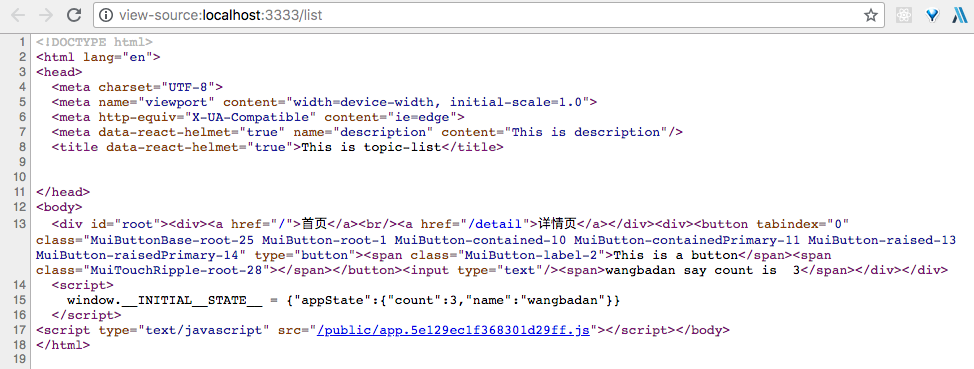 view-source:localhost:3333/list
1 <!DOCTYPE html>
2 <html lang="en">
3 <head>
4 <meta charset="UTF-8">
5 <meta name="viewport" content="width=device-width, initial-scale=1.0">
6 <meta http-equiv="X-UA-Compatible" content="ie=edge">
7 <meta data-react-helmet="true" name="description" content="This is description"/>
8 <title data-react-helmet="true">This is topic-list</title>
9
10
11 </head>
12 <body>
13 <div id="root"><div><a href="/">首页</a><br/><a href="/detail">详情页</a></div><div><button tabindex="0"
class="MuiButtonBase-root-25 MuiButton-root-1 MuiButton-contained-10 MuiButton-containedPrimary-11 MuiButton-raised-13
MuiButton-raisedPrimary-14" type="button"><span class="MuiButton-label-2">This is a button</span><span
class="MuiTouchRipple-root-28"></span></button><input type="text"/><span>wangbadan say count is  3</span></div></div>
14 <script>
15 window.__INITIAL__STATE__ = {"appState":{"count":3,"name":"wangbadan"}}
16 </script>
17 <script type="text/javascript" src="/public/app.5e129ec1f368301d29ff.js"></script></body>
18 </html>
19